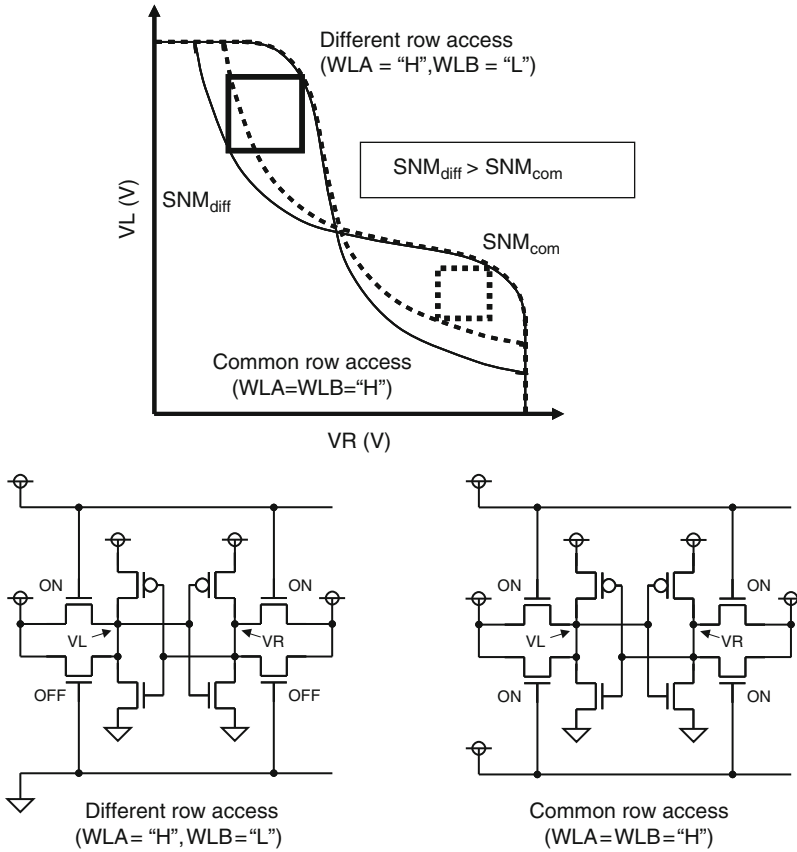 Different row access
(WLA = “H”,WLB = “L”)
SNMdiff > SNMcom
SNMdiff
SNMcom
VL (V)
Common row access
(WLA=WLB=“H”)
VR (V)
ON
ON
VL
VR
OFF
OFF
Different row access
(WLA= “H”, WLB= “L”)
ON
ON
VL
VR
ON
ON
Common row access
(WLA=WLB=“H”)